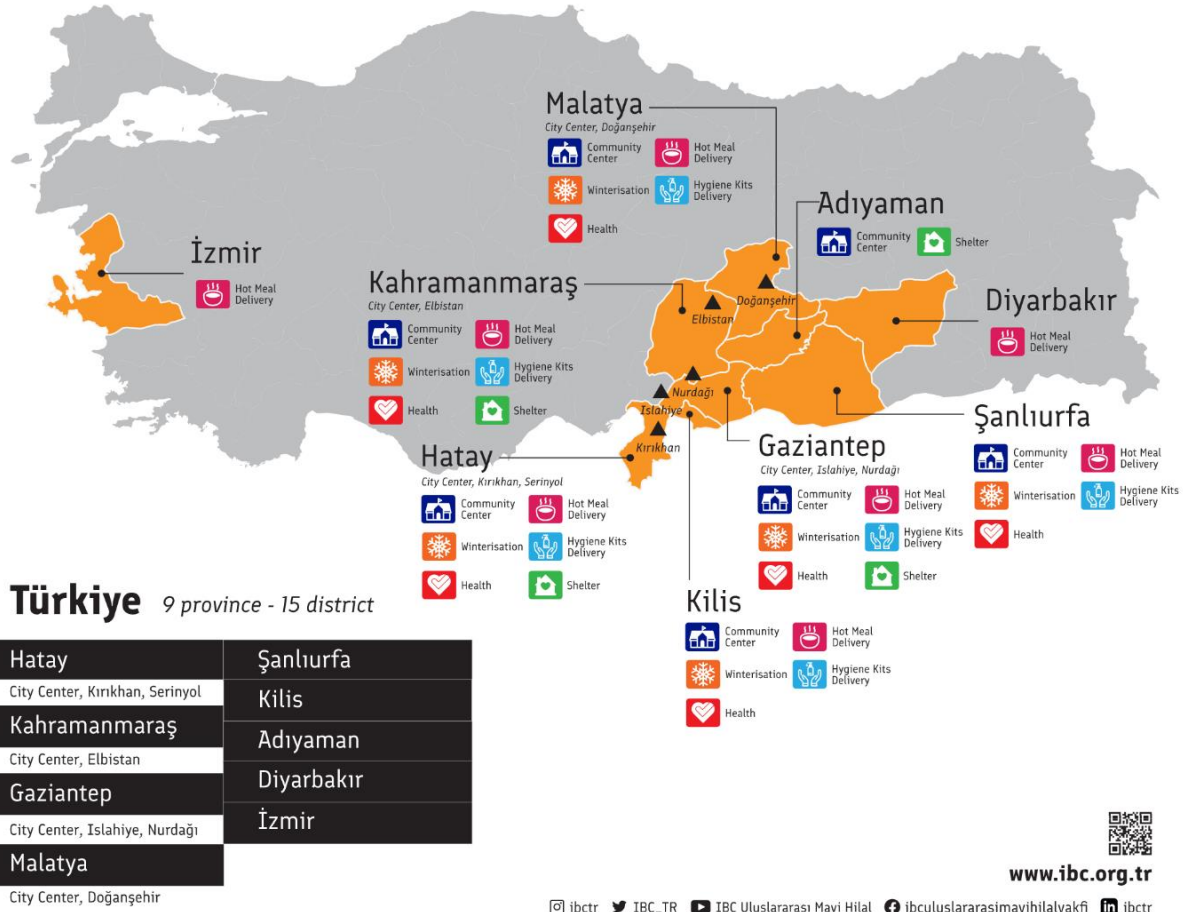 Malatya
City Center, Doğanşehir
Community
Center
Hot Meal
Delivery
Winterisation
Hygiene Kits
Delivery
Health
Adıyaman
Community
Center
Shelter
İzmir
Hot Meal
Delivery
Kahramanmaraş
City Center, Elbistan
Community
Center
Hot Meal
Delivery
Winterisation
Hygiene Kits
Delivery
Health
Shelter
Doğanşehir
Elbistan
Nurdağı
Islahiye
Kırıkhan
Diyarbakır
Hot Meal
Delivery
Şanlıurfa
Community
Center
Hot Meal
Delivery
Winterisation
Hygiene Kits
Delivery
Health
Hatay
City Center, Kırıkhan, Serinyol
Community
Center
Hot Meal
Delivery
Winterisation
Hygiene Kits
Delivery
Health
Shelter
Gaziantep
City Center, Islahiye, Nurdağı
Community
Center
Hot Meal
Delivery
Winterisation
Hygiene Kits
Delivery
Health
Shelter
Kilis
Community
Center
Hot Meal
Delivery
Winterisation
Hygiene Kits
Delivery
Health
Türkiye 9 province - 15 district
Hatay
City Center, Kırıkhan, Serinyol
Kahramanmaraş
City Center, Elbistan
Gaziantep
City Center, Islahiye, Nurdağı
Malatya
City Center, Doğanşehir
Şanlıurfa
Kilis
Adıyaman
Diyarbakır
İzmir
www.ibc.org.tr
ibctr IBC_TR IBC Uluslararası Mavi Hilal ibculuslararasimavihilalvakfi ibctr